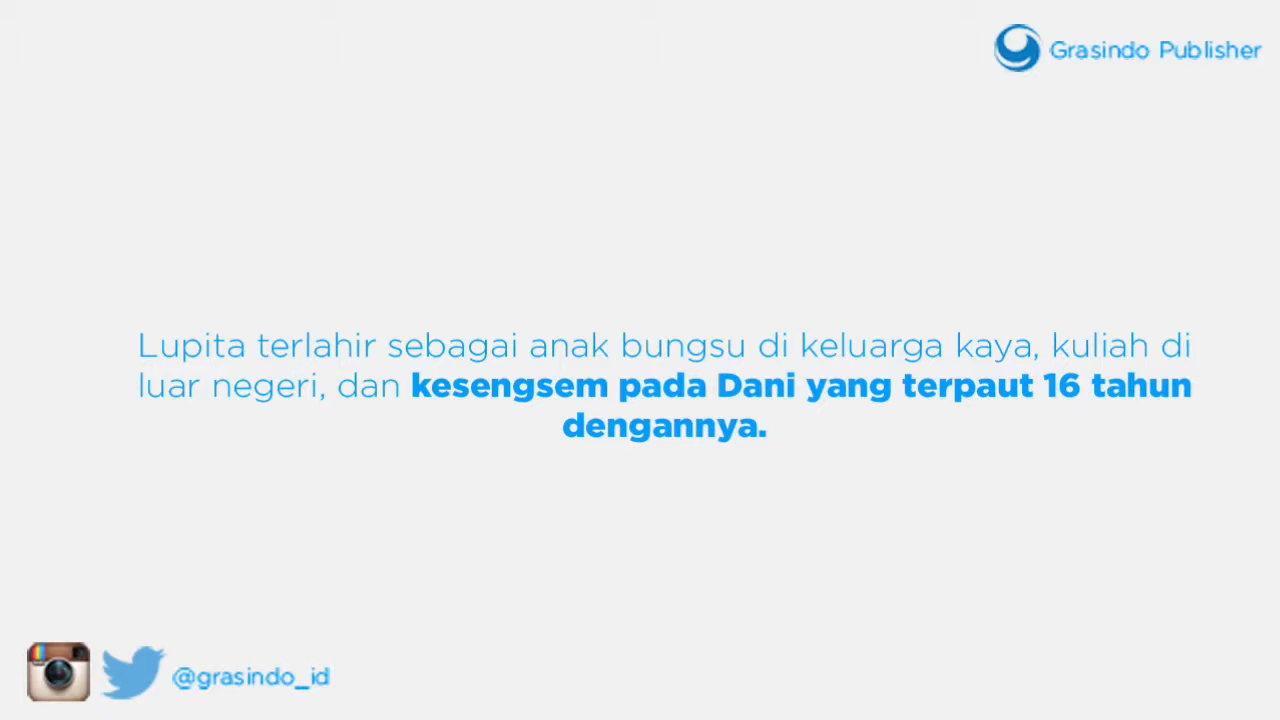 Grasindo Publisher
Lupita terlahir sebagai anak bungsu di keluarga kaya, kuliah di
luar negeri, dan kesengsem pada Dani yang terpaut 16 tahun
dengannya.
@grasindo_id